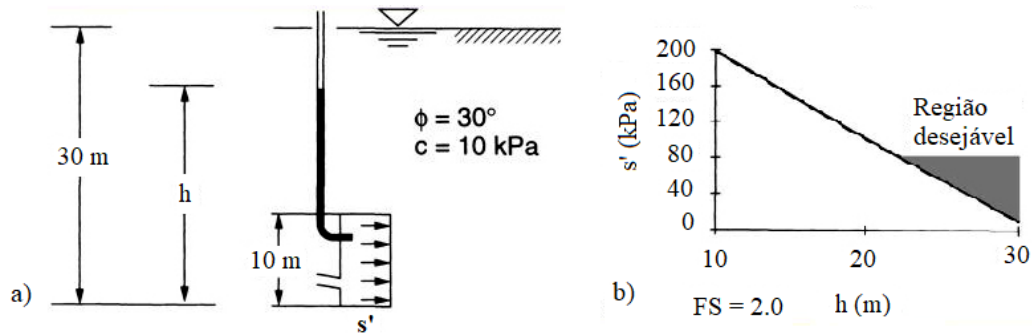 30 m
h
10 m
ϕ = 30°
c = 10 kPa
s'
a)
s' (kPa)
200
160
120
80
40
0
Região
desejável
10
20
30
b)
FS = 2.0
h (m)